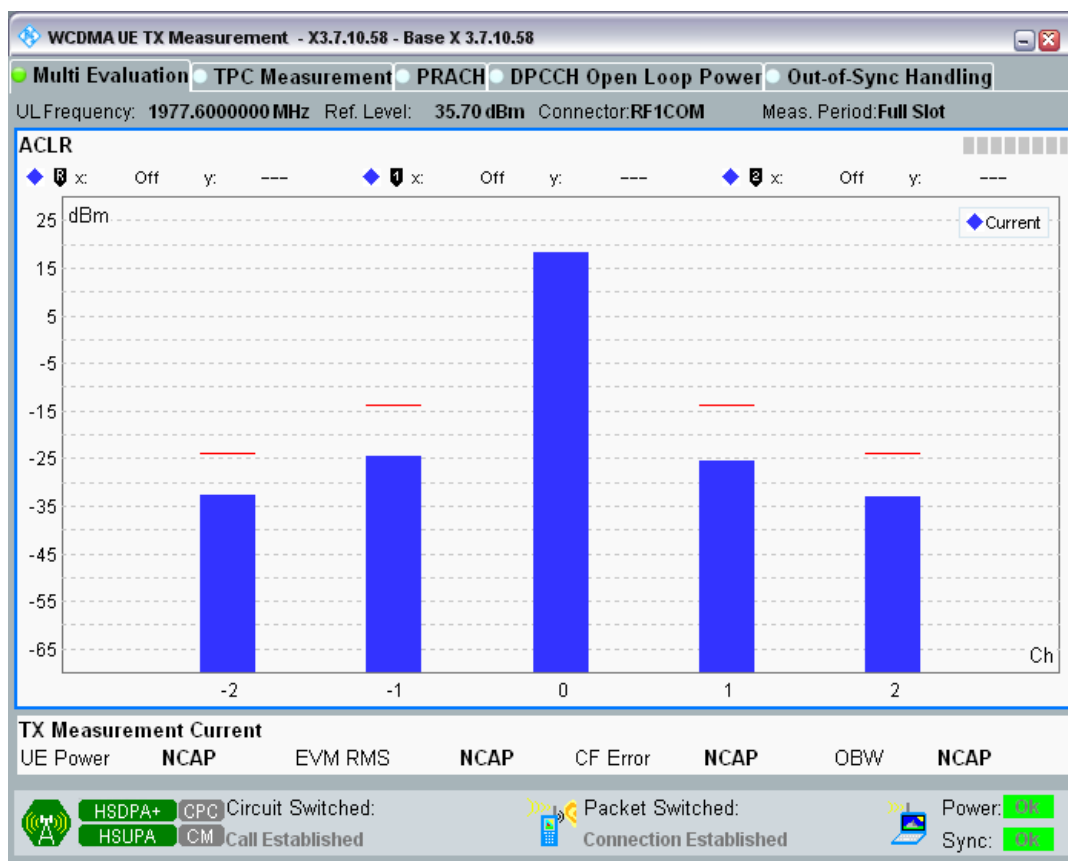 WCDMA UE TX Measurement - X3.7.10.58 - Base X 3.7.10.58
Multi Evaluation TPC Measurement PRACH DPCCH Open Loop Power Out-of-Sync Handling
UL Frequency: 1977.6000000 MHz Ref. Level: 35.70 dBm Connector:RF1COM Meas. Period:Full Slot
ACLR
R x: Off y: --- 1 x: Off y: --- 2 x: Off y: ---
dBm
Current
25
15
5
-5
-15
-25
-35
-45
-55
-65
Ch
-2 -1 0 1 2
TX Measurement Current
UE Power NCAP EVM RMS NCAP CF Error NCAP OBW NCAP
HSDPA+ CPC Circuit Switched: Packet Switched: Power: Ok
HSUPA CM Call Established Connection Established Sync: Ok